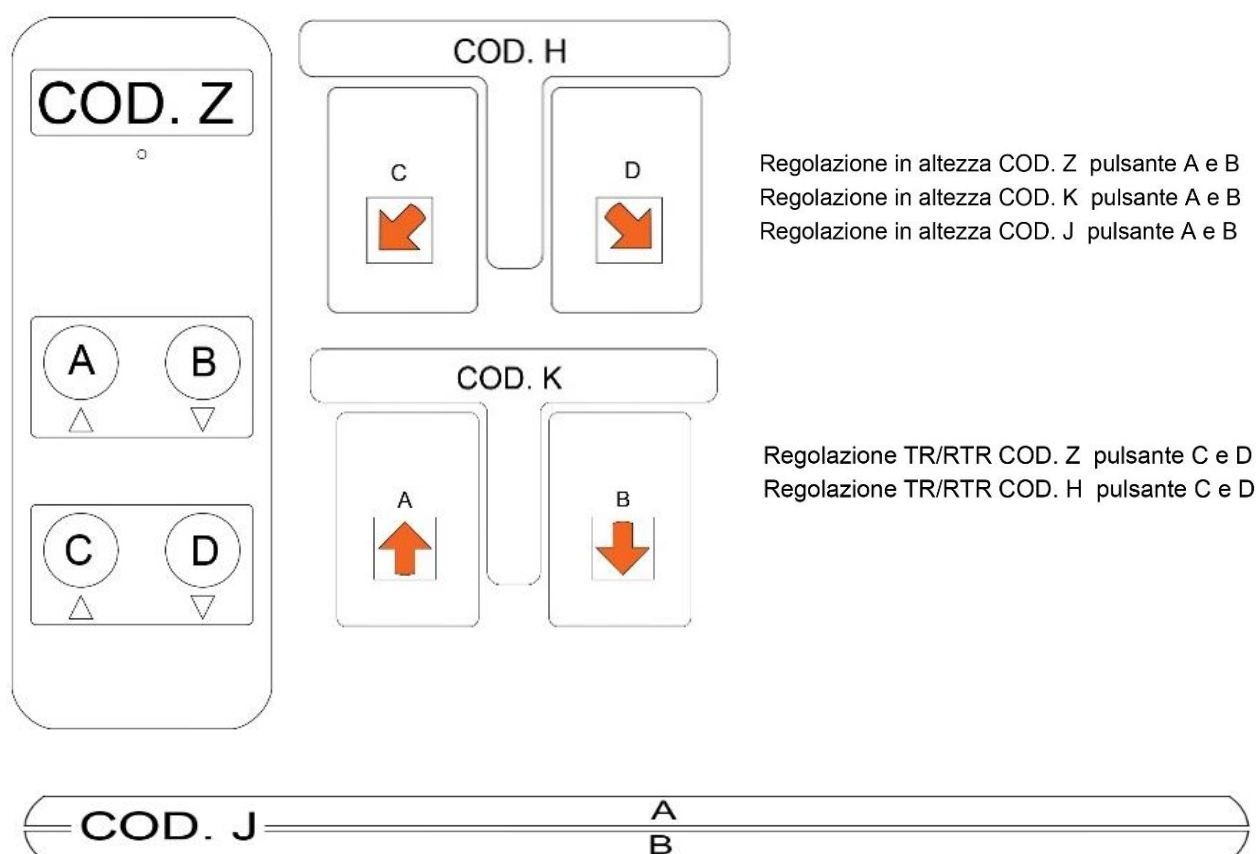 COD. Z
A B
C D
COD. H
C D
COD. K
A B
Regolazione in altezza COD. Z pulsante A e B
Regolazione in altezza COD. K pulsante A e B
Regolazione in altezza COD. J pulsante A e B
Regolazione TR/RTR COD. Z pulsante C e D
Regolazione TR/RTR COD. H pulsante C e D
COD. J
A
B